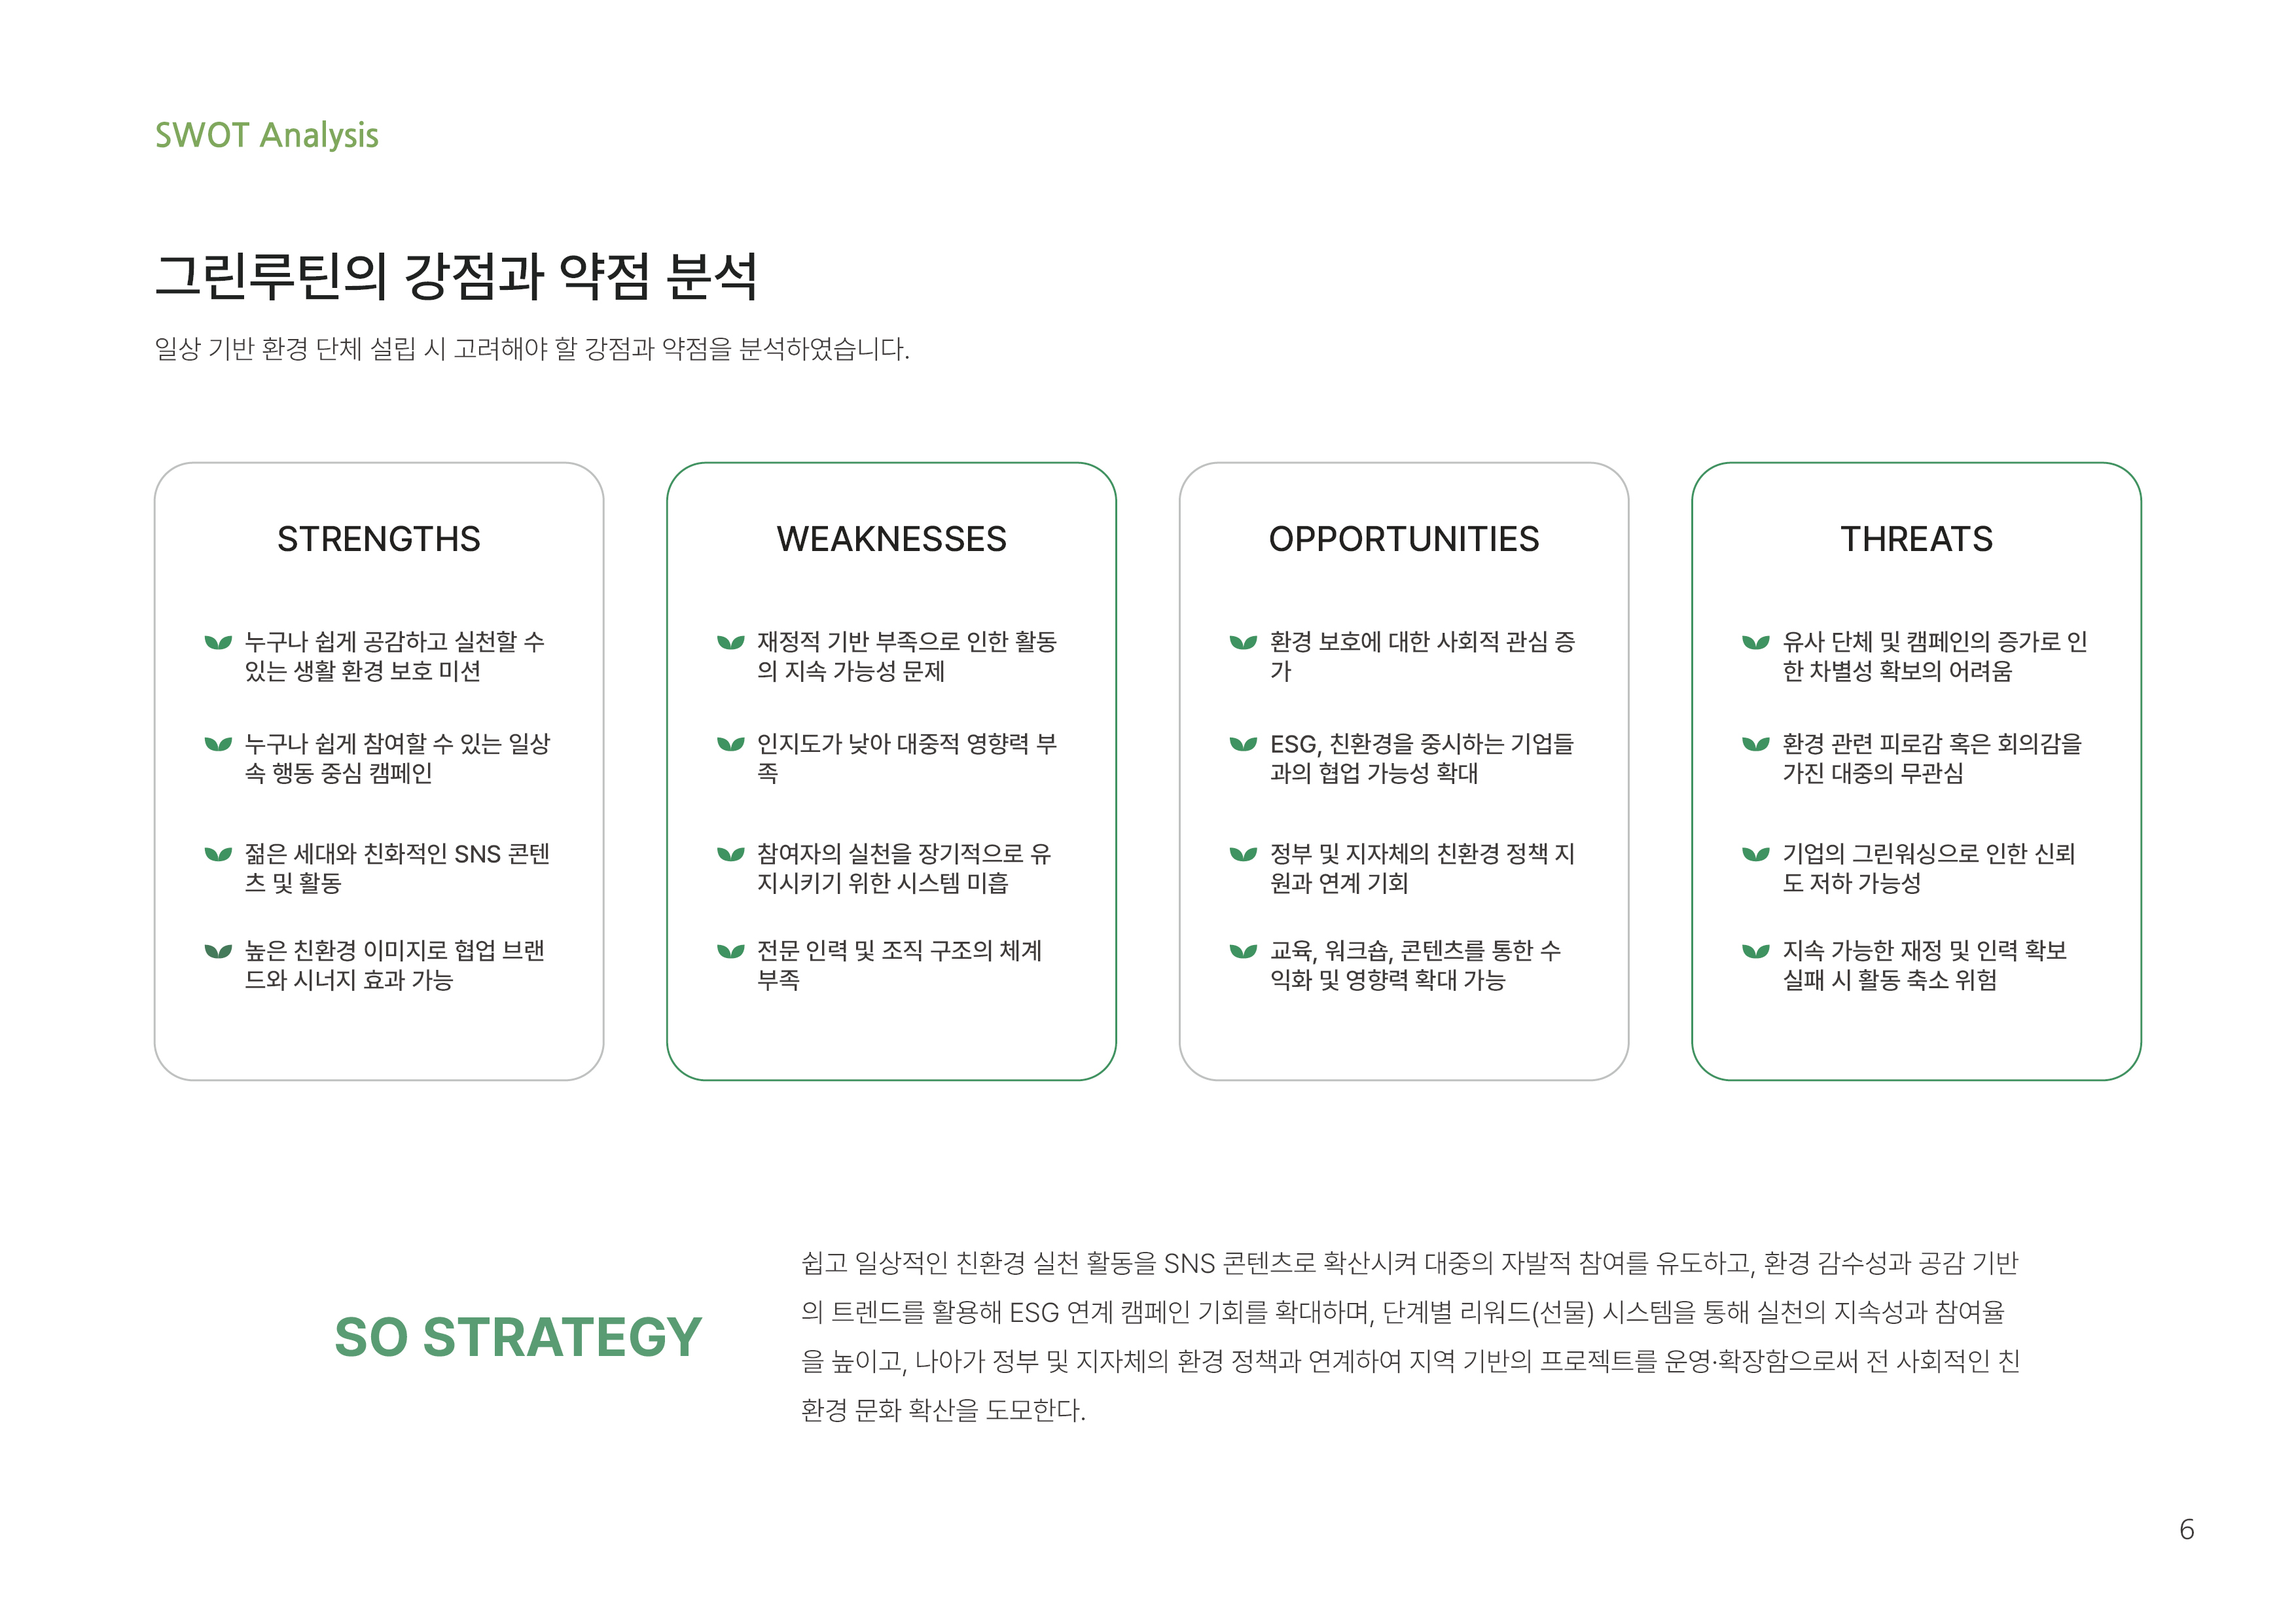 SWOT Analysis
그린루틴의 강점과 약점 분석
일상 기반 환경 단체 설립 시 고려해야 할 강점과 약점을 분석하였습니다.
STRENGTHS
누구나 쉽게 공감하고 실천할 수
있는 생활 환경 보호 미션
누구나 쉽게 참여할 수 있는 일상
속 행동 중심 캠페인
젊은 세대와 친화적인 SNS 콘텐
츠 및 활동
높은 친환경 이미지로 협업 브랜
드와 시너지 효과 가능
WEAKNESSES
재정적 기반 부족으로 인한 활동
의 지속 가능성 문제
인지도가 낮아 대중적 영향력 부
족
참여자의 실천을 장기적으로 유
지시키기 위한 시스템 미흡
전문 인력 및 조직 구조의 체계
부족
OPPORTUNITIES
환경 보호에 대한 사회적 관심 증
가
ESG, 친환경을 중시하는 기업들
과의 협업 가능성 확대
정부 및 지자체의 친환경 정책 지
원과 연계 기회
교육, 워크숍, 콘텐츠를 통한 수
익화 및 영향력 확대 가능
THREATS
유사 단체 및 캠페인의 증가로 인
한 차별성 확보의 어려움
환경 관련 피로감 혹은 회의감을
가진 대중의 무관심
기업의 그린워싱으로 인한 신뢰
도 저하 가능성
지속 가능한 재정 및 인력 확보
실패 시 활동 축소 위험
SO STRATEGY
쉽고 일상적인 친환경 실천 활동을 SNS 콘텐츠로 확산시켜 대중의 자발적 참여를 유도하고, 환경 감수성과 공감 기반
의 트렌드를 활용해 ESG 연계 캠페인 기회를 확대하며, 단계별 리워드(선물) 시스템을 통해 실천의 지속성과 참여율
을 높이고, 나아가 정부 및 지자체의 환경 정책과 연계하여 지역 기반의 프로젝트를 운영·확장함으로써 전 사회적인 친
환경 문화 확산을 도모한다.
6